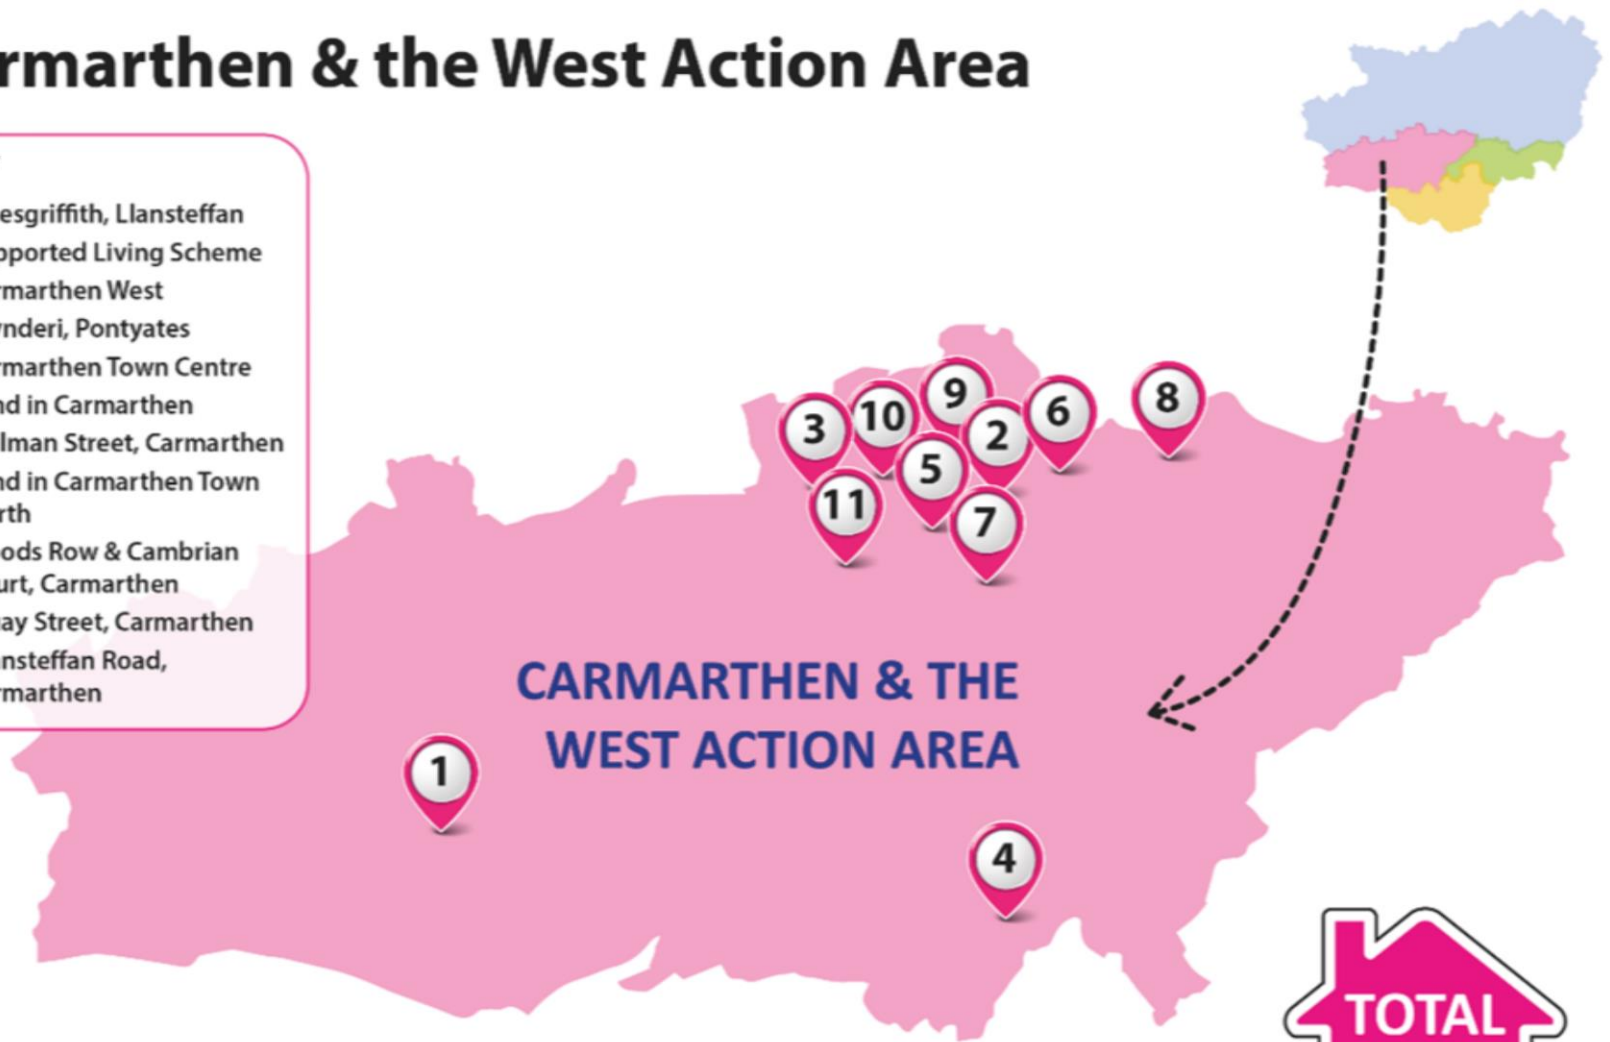 rmarthen & the West Action Area
esgriffith, Llansteffan
pported Living Scheme
rmarthen West
nderi, Pontyates
rmarthen Town Centre
nd in Carmarthen
lman Street, Carmarthen
nd in Carmarthen Town
rth
ods Row & Cambrian
urt, Carmarthen
ay Street, Carmarthen
nsteffan Road,
rmarthen
9
8
6
10
3
2
5
11
7
CARMARTHEN & THE
WEST ACTION AREA
1
4
TOTAL